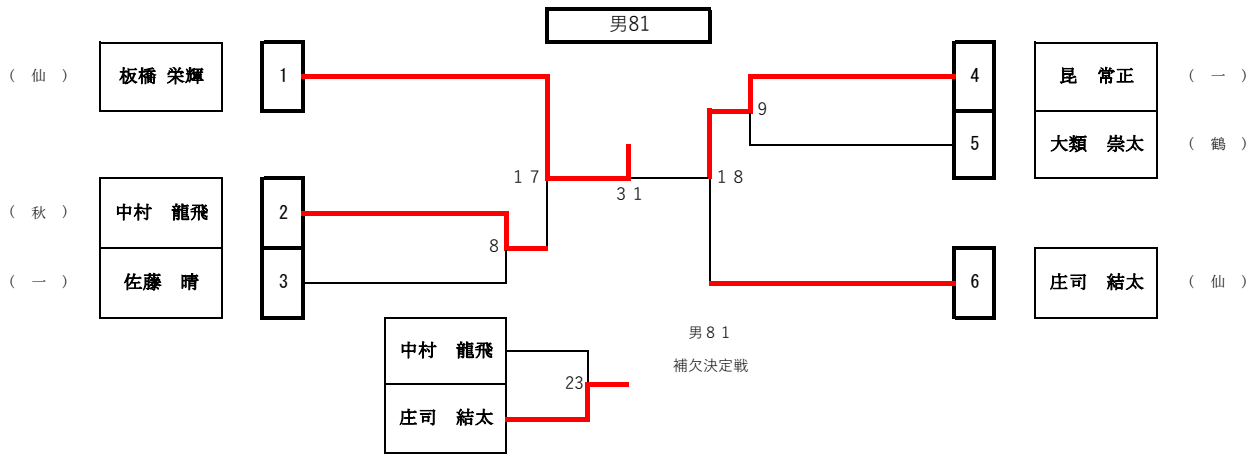 男81
(　仙　)　板橋 栄輝　1
4　昆　常正　(　一　)
9
5　大類　崇太　(　鶴　)
１７
３１
１８
(　秋　)　中村　龍飛　2
8
(　一　)　佐藤　晴　3
6　庄司　結太　(　仙　)
中村　龍飛
23
庄司　結太
男８１
補欠決定戦